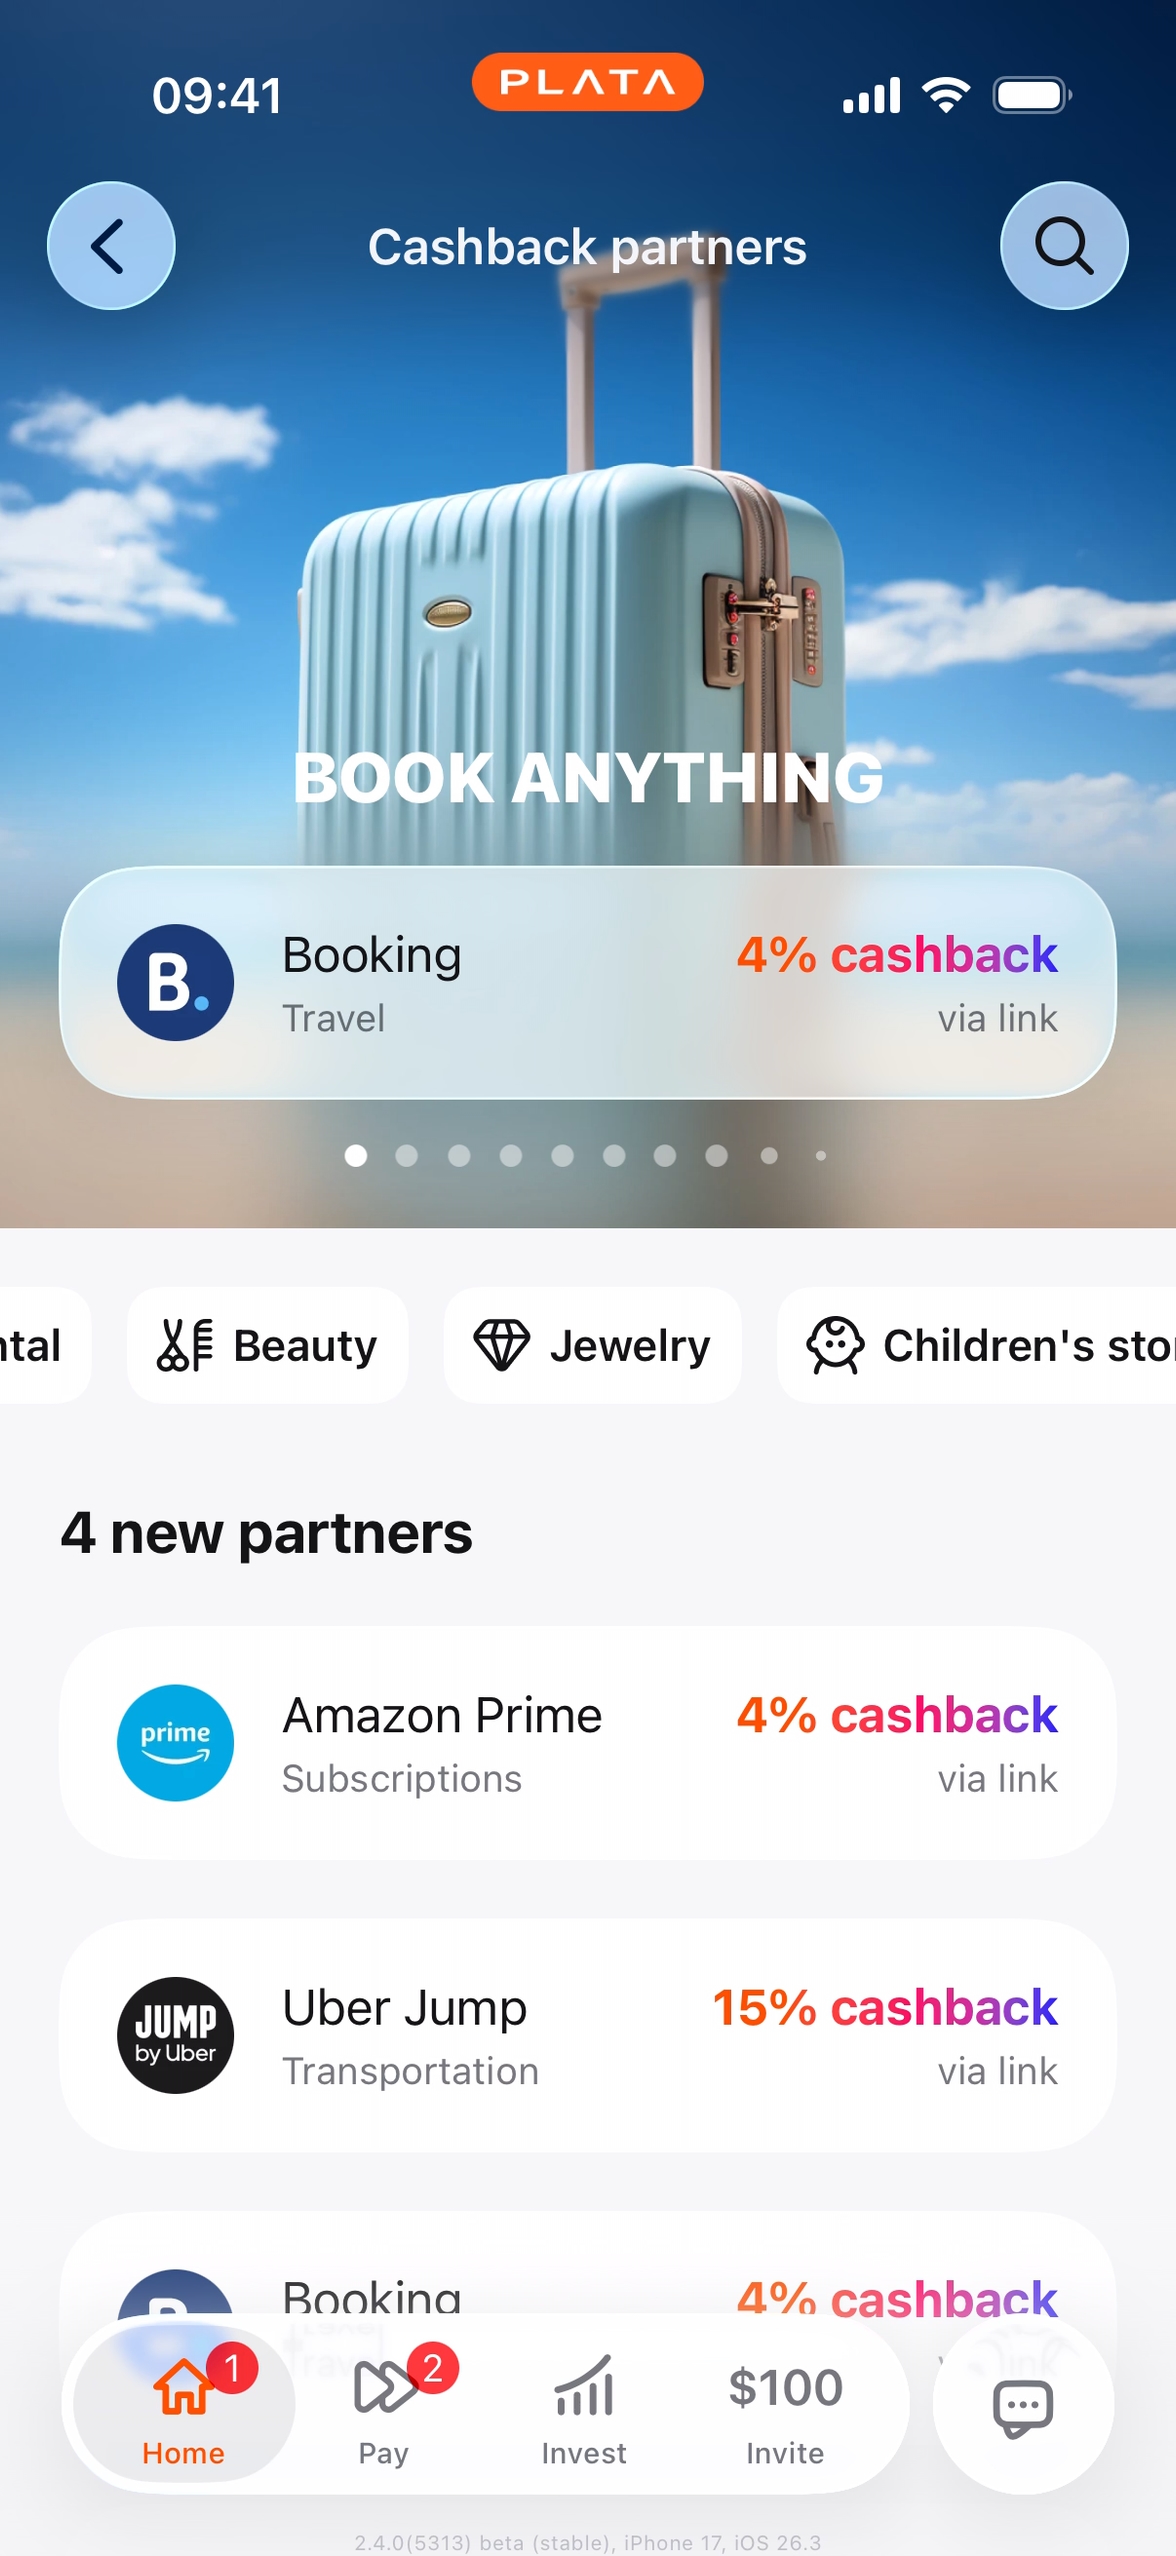 09:41
PLATA
Cashback partners
BOOK ANYTHING
B.
Booking
4% cashback
Travel
via link
Beauty
Jewelry
Children's
4 new partners
prime
Amazon Prime
4% cashback
Subscriptions
via link
JUMP
by Uber
Uber Jump
15% cashback
Transportation
via link
Booking
4% cashback
1
2
$100
Home
Pay
Invest
Invite
2.4.0(5313) beta (stable), iPhone 17, iOS 26.3